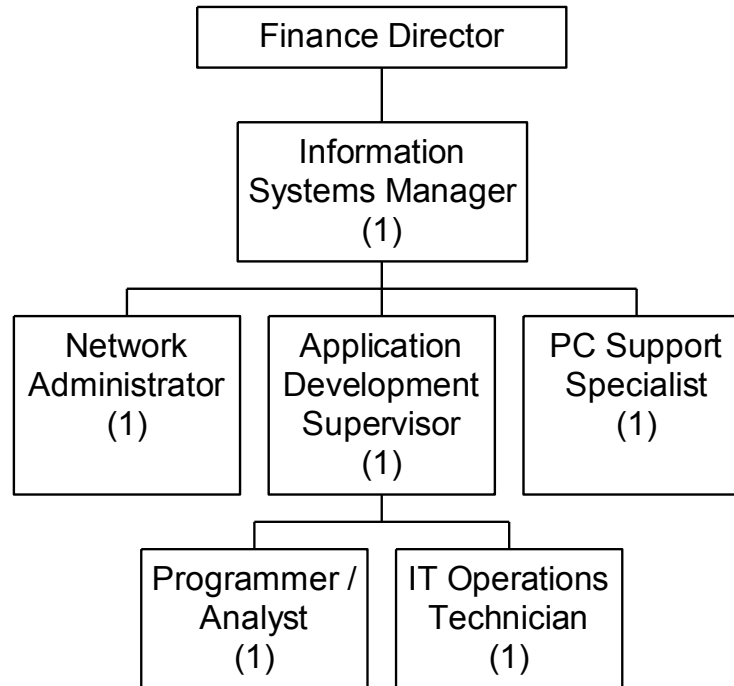 Finance Director
Information
Systems Manager
(1)
Network
Administrator
(1)
Application
Development
Supervisor
(1)
PC Support
Specialist
(1)
Programmer /
Analyst
(1)
IT Operations
Technician
(1)